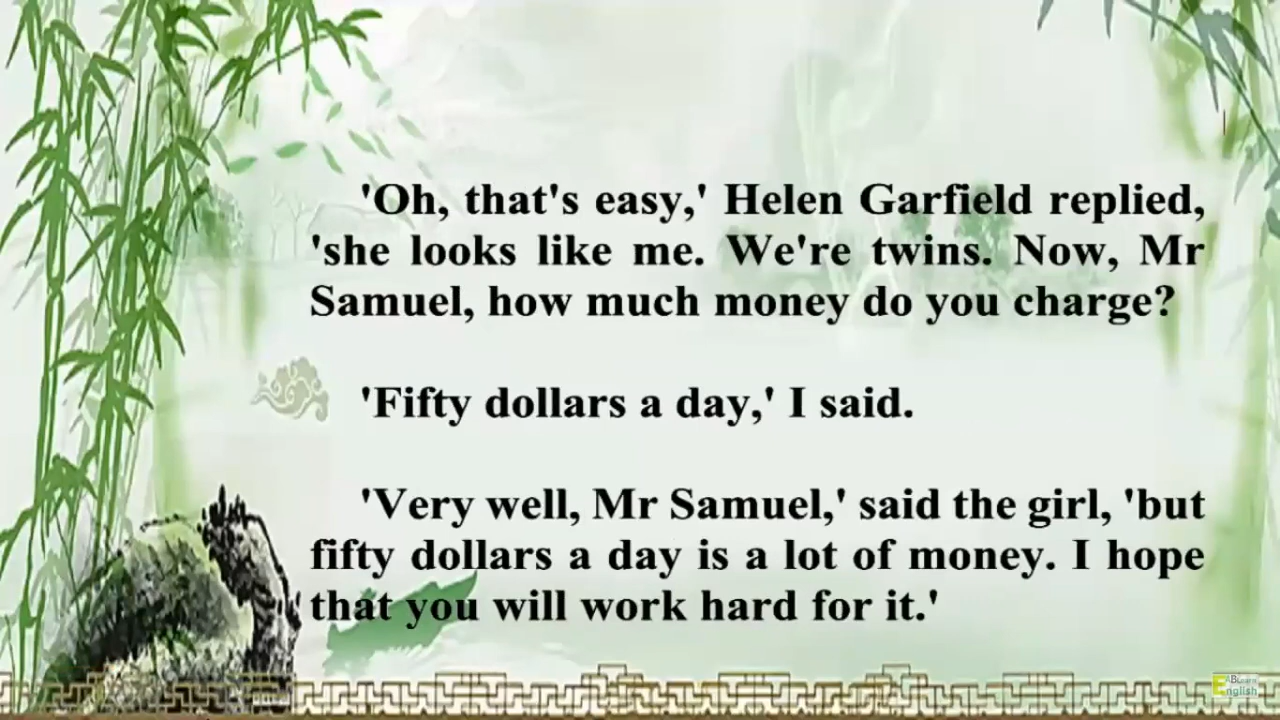 'Oh, that's easy,' Helen Garfield replied,
'she looks like me. We're twins. Now, Mr
Samuel, how much money do you charge?
'Fifty dollars a day,' I said.
'Very well, Mr Samuel,' said the girl, 'but
fifty dollars a day is a lot of money. I hope
that you will work hard for it.'
English